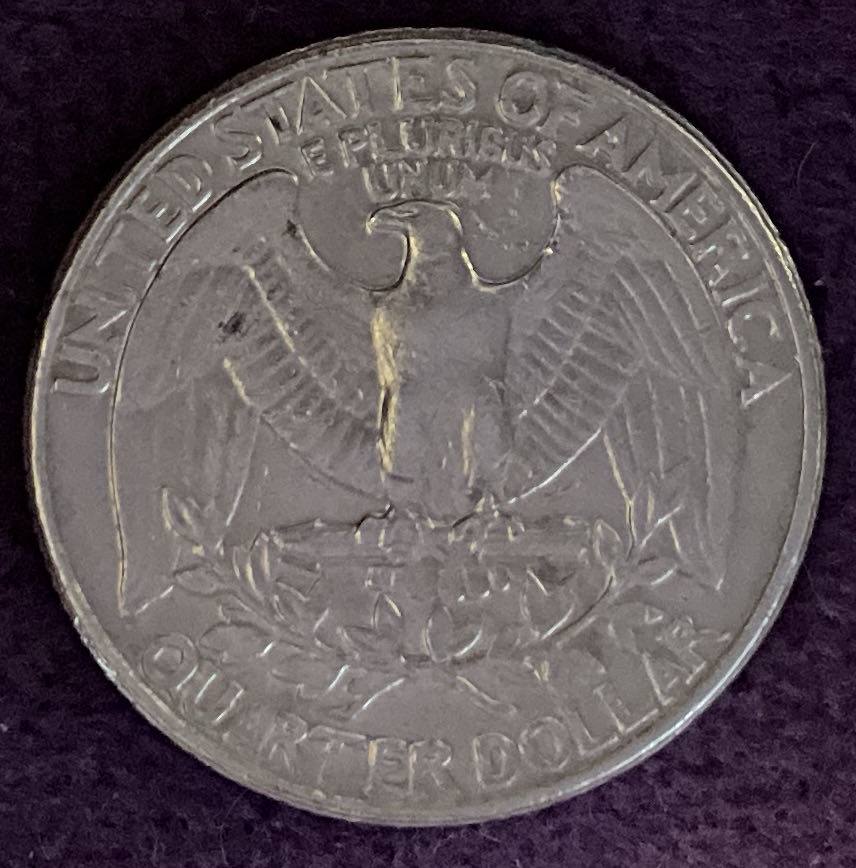 UNITED STATES OF AMERICA
E PLURIBUS
UNUM
QUARTER DOLLAR